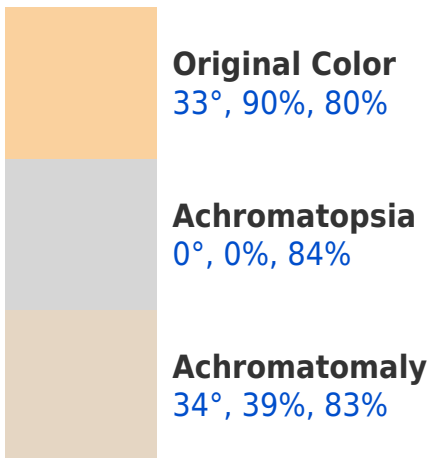 Original Color
33°, 90%, 80%
Achromatopsia
0°, 0%, 84%
Achromatomaly
34°, 39%, 83%